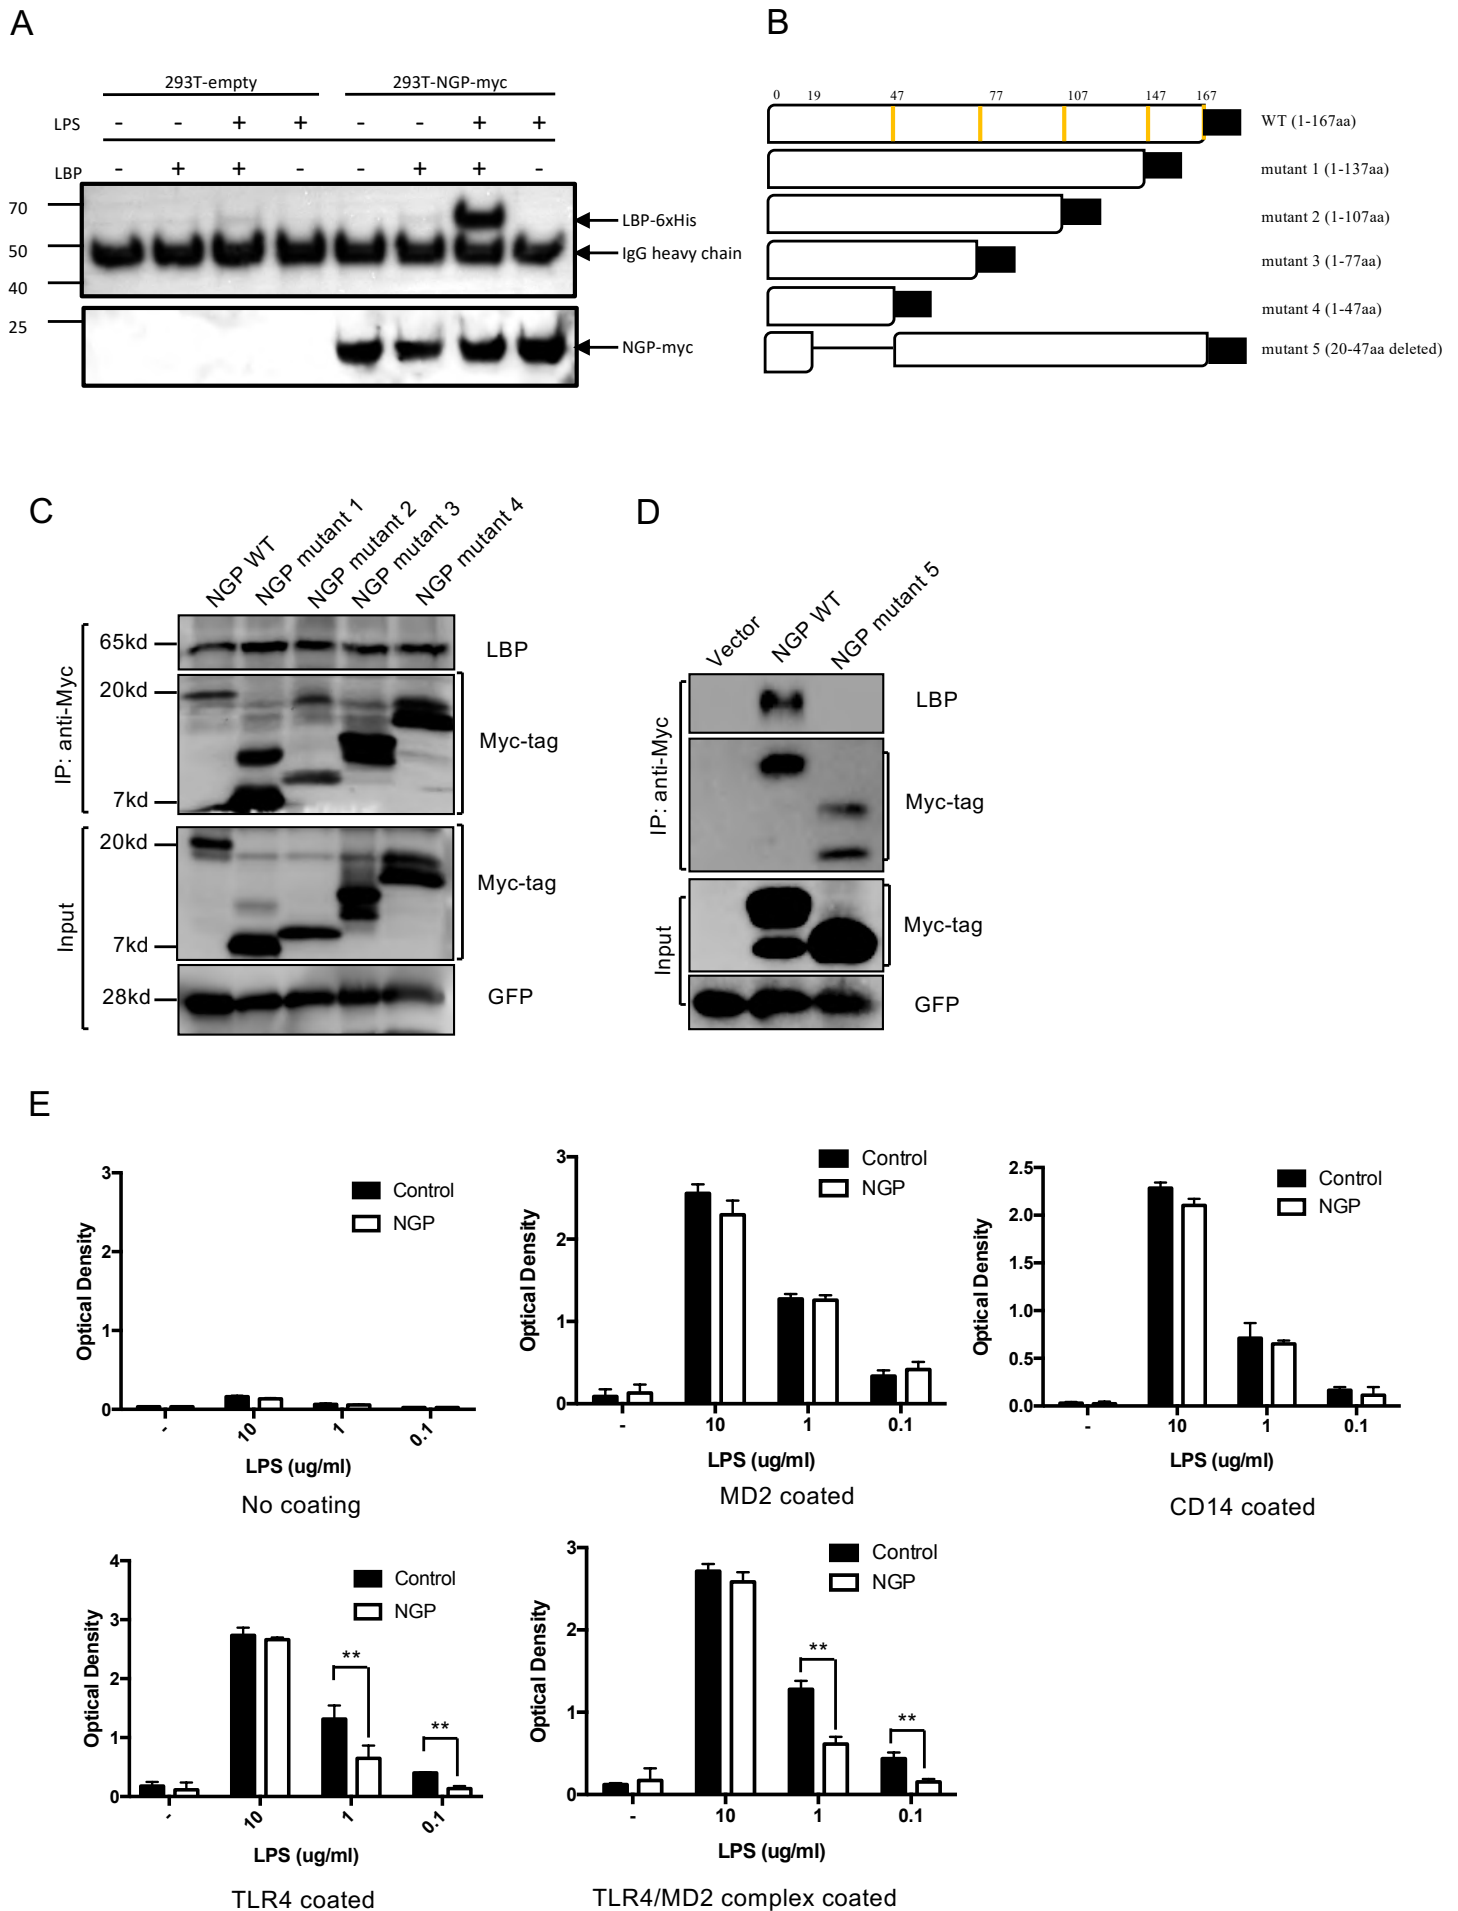 A
293T-empty 293T-NGP-myc
LPS - - + + - - + +
LBP - + + - - + + -
70
50
40
25
LBP-6xHis
IgG heavy chain
NGP-myc
B
0 19 47 77 107 147 167
WT (1-167aa)
mutant 1 (1-137aa)
mutant 2 (1-107aa)
mutant 3 (1-77aa)
mutant 4 (1-47aa)
mutant 5 (20-47aa deleted)
C
NGP WT
NGP mutant 1
NGP mutant 2
NGP mutant 3
NGP mutant 4
IP: anti-Myc
65kd
LBP
20kd
Myc-tag
7kd
Input
20kd
Myc-tag
7kd
28kd
GFP
D
Vector
NGP WT
NGP mutant 5
IP: anti-Myc
LBP
Myc-tag
Input
Myc-tag
GFP
E
Optical Density
3
2
1
0
Control
NGP
- 10 1 0.1
LPS (ug/ml)
No coating
Optical Density
3
2
1
0
Control
NGP
- 10 1 0.1
LPS (ug/ml)
MD2 coated
Optical Density
2.5
2.0
1.5
1.0
0.5
0.0
Control
NGP
- 10 1 0.1
LPS (ug/ml)
CD14 coated
Optical Density
4
3
2
1
0
Control
NGP
**
**
- 10 1 0.1
LPS (ug/ml)
TLR4 coated
Optical Density
3
2
1
0
Control
NGP
**
**
- 10 1 0.1
LPS (ug/ml)
TLR4/MD2 complex coated